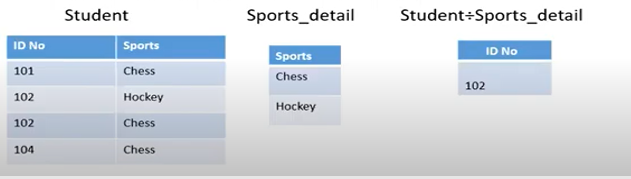 Student
ID No Sports
101 Chess
102 Hockey
102 Chess
104 Chess
Sports_detail
Sports
Chess
Hockey
Student÷Sports_detail
ID No
102